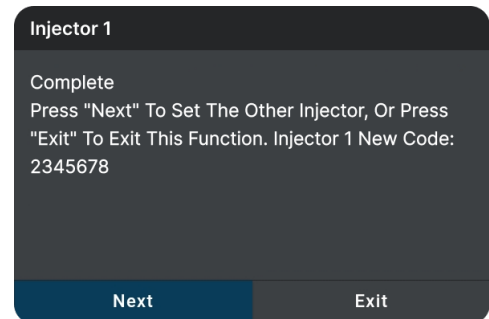 Injector 1
Complete
Press "Next" To Set The Other Injector, Or Press
"Exit" To Exit This Function. Injector 1 New Code:
2345678
Next
Exit